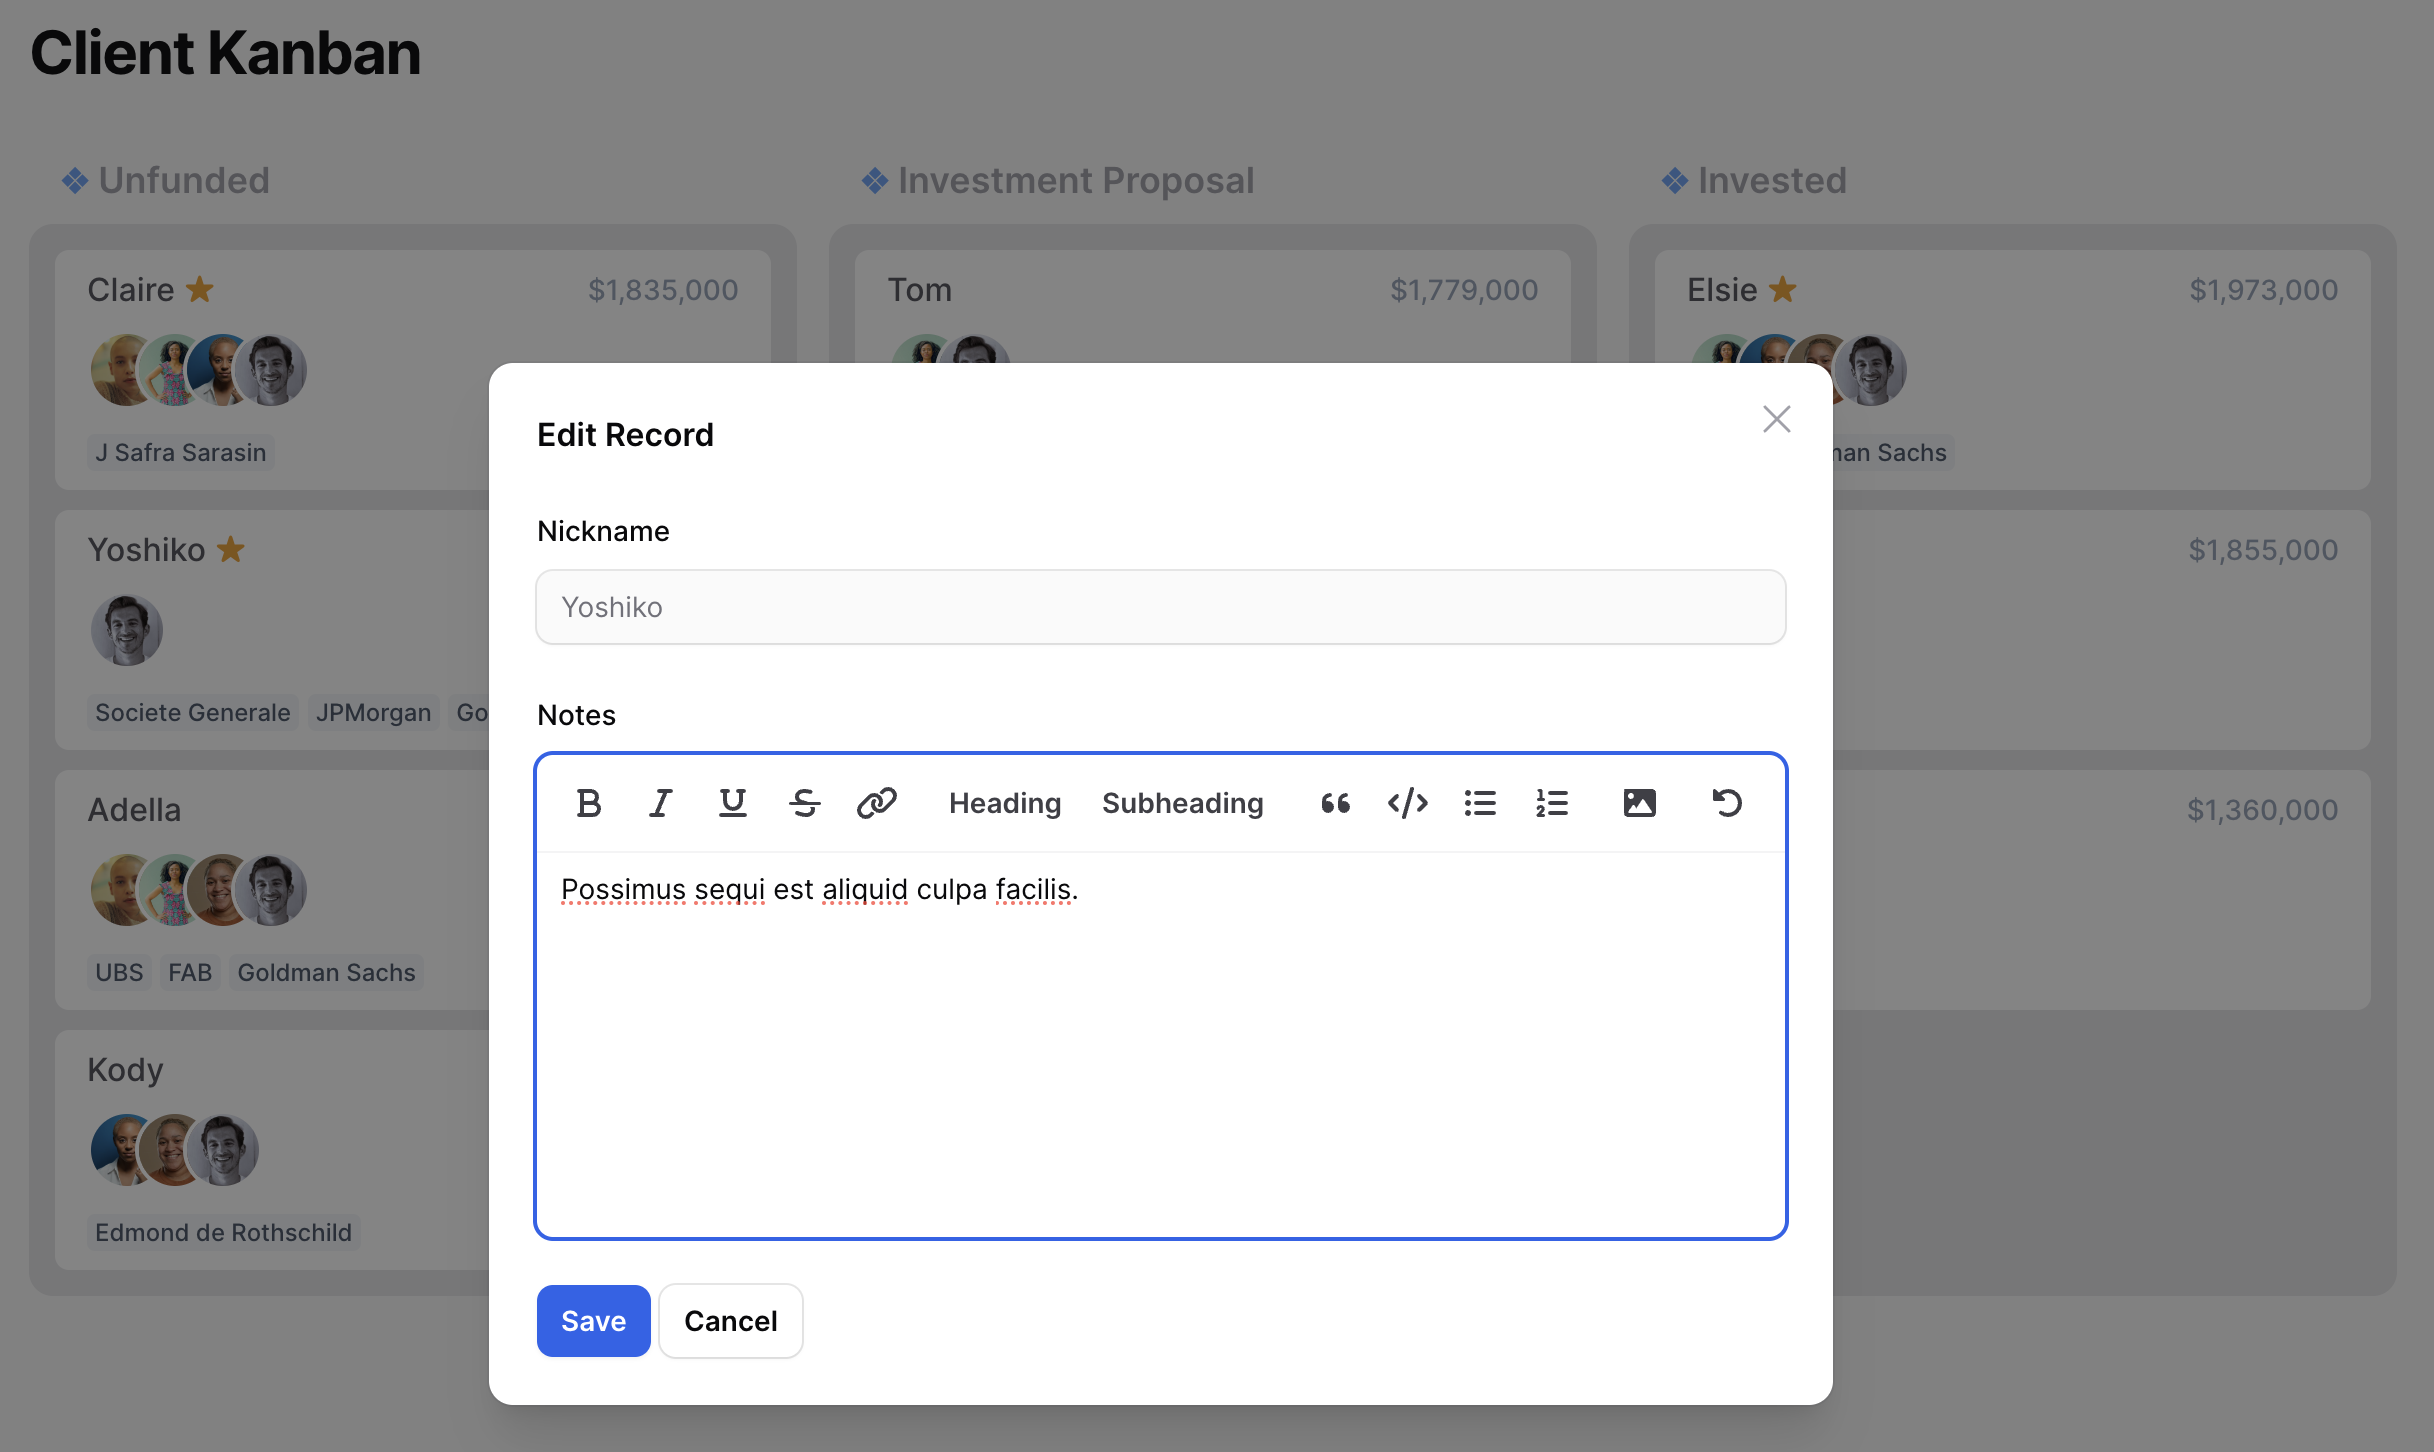 Client Kanban
Unfunded
Investment Proposal
Invested
Claire
$1,835,000
Tom
$1,779,000
Elsie
$1,973,000
J Safra Sarasin
Sachs
Yoshiko
$1,855,000
Societe Generale
JPMorgan
Adella
$1,360,000
UBS
FAB
Goldman Sachs
Kody
Edmond de Rothschild
Edit Record
Nickname
Yoshiko
Notes
Heading
Subheading
Possimus sequi est aliquid culpa facilis.
Save
Cancel